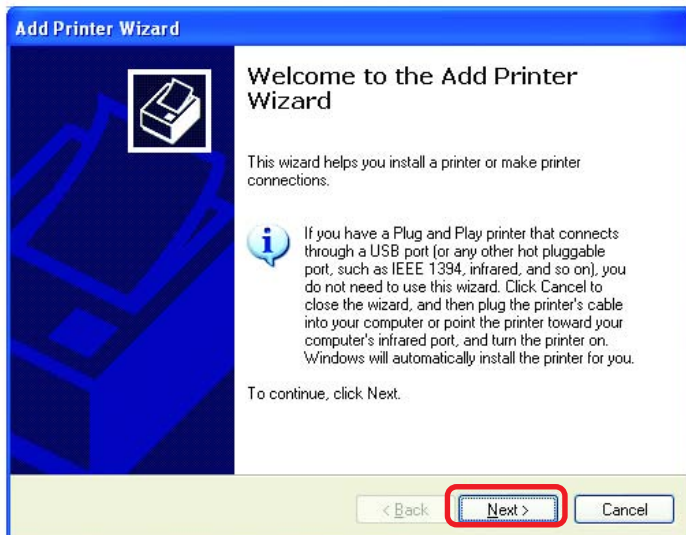 Add Printer Wizard
Welcome to the Add Printer
Wizard
This wizard helps you install a printer or make printer
connections.
If you have a Plug and Play printer that connects
through a USB port (or any other hot pluggable
port, such as IEEE 1394, infrared, and so on), you
do not need to use this wizard. Click Cancel to
close the wizard, and then plug the printer's cable
into your computer or point the printer toward your
computer's infrared port, and turn the printer on.
Windows will automatically install the printer for you.
To continue, click Next.
< Back
Next >
Cancel